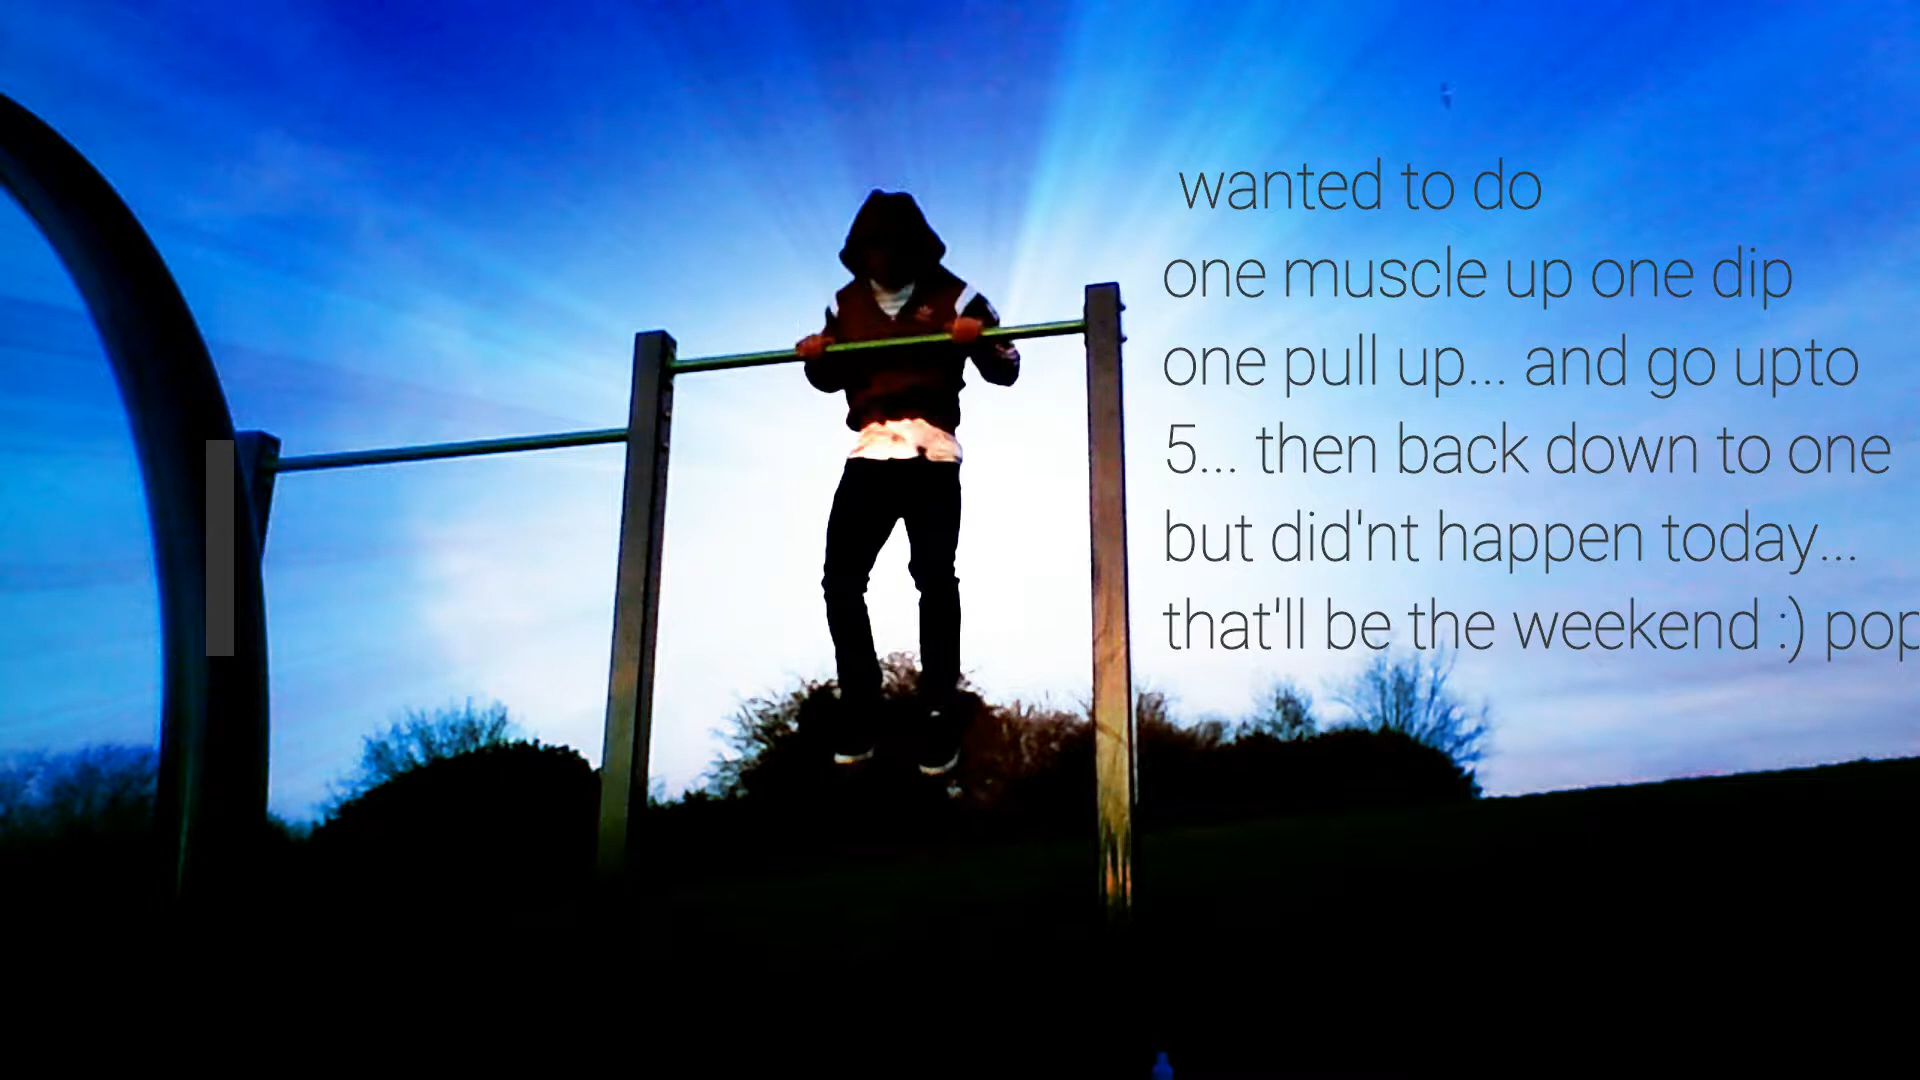 wanted to do
one muscle up one dip
one pull up... and go upto
5... then back down to one
but did'nt happen today...
that'll be the weekend :) pop